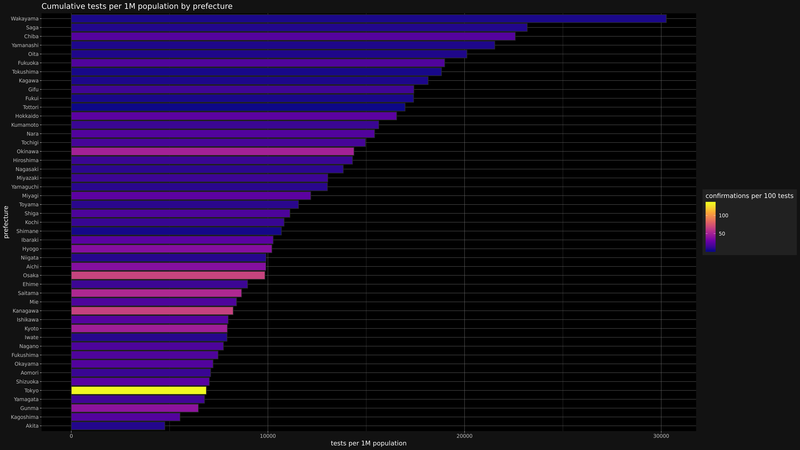 Cumulative tests per 1M population by prefecture
Wakayama
Saga
Chiba
Yamanashi
Oita
Fukuoka
Tokushima
Kagawa
Gifu
Fukui
Tottori
Hokkaido
Kumamoto
Nara
Tochigi
Okinawa
Hiroshima
Nagasaki
Miyazaki
Yamaguchi
Miyagi
Toyama
Shiga
Kochi
Shimane
Ibaraki
Hyogo
Niigata
Aichi
Osaka
Ehime
Saitama
Mie
Kanagawa
Ishikawa
Kyoto
Iwate
Nagano
Fukushima
Okayama
Aomori
Shizuoka
Tokyo
Yamagata
Gunma
Kagoshima
Akita
prefecture
0 10000 20000 30000
tests per 1M population
confirmations per 100 tests
100
50